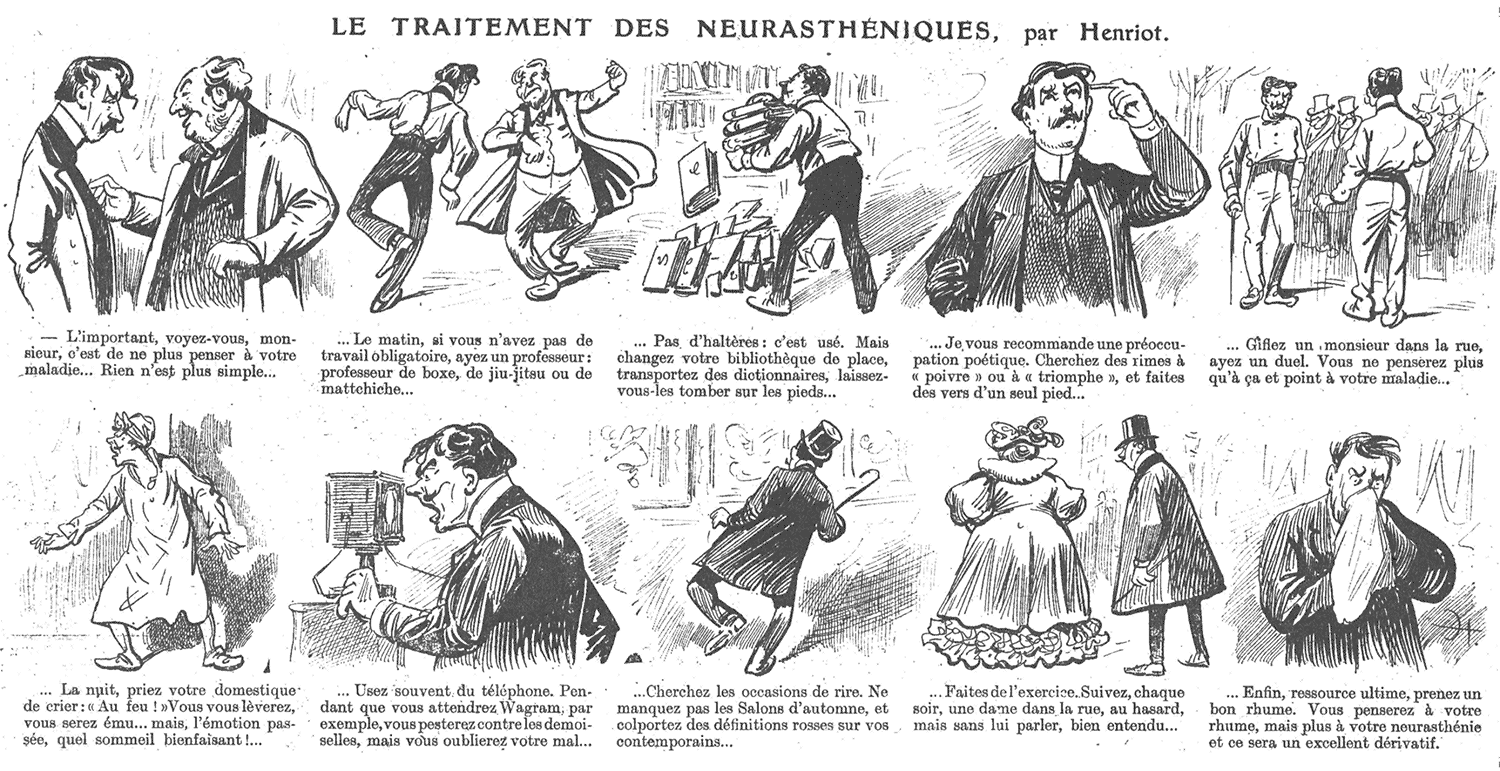 LE TRAITEMENT DES NEURASTHÉNIQUES, par Henriot.
— L'important, voyez-vous, mon-
sieur, c'est de ne plus penser à votre
maladie... Rien n'est plus simple...
... Le matin, si vous n'avez pas de
travail obligatoire, ayez un professeur :
professeur de boxe, de jiu-jitsu ou de
mattchiche...
... Pas d'haltères : c'est usé. Mais
changez votre bibliothèque de place,
transportez des dictionnaires, laissez-
vous-les tomber sur les pieds...
... Je vous recommande une préoccu-
pation poétique. Cherchez des rimes à
« poivre » ou à « triomphe », et faites
des vers d'un seul pied...
... Giflez un monsieur dans la rue,
ayez un duel. Vous ne penserez plus
qu'à ça et point à votre maladie...
... La nuit, priez votre domestique
de crier : « Au feu ! » Vous vous lèverez,
vous serez ému... mais, l'émotion pas-
sée, quel sommeil bienfaisant !...
... Usez souvent du téléphone. Pen-
dant que vous attendrez Wagram, par
exemple, vous pesterez contre les demoi-
selles, mais vous oublierez votre mal...
...Cherchez les occasions de rire. Ne
manquez pas les Salons d'automne, et
colportez des définitions rosses sur vos
contemporains...
...Faites de l'exercice. Suivez, chaque
soir, une dame dans la rue, au hasard,
mais sans lui parler, bien entendu...
...Enfin, ressource ultime, prenez un
bon rhume. Vous penserez à votre
rhume, mais plus à votre neurasthénie
et ce sera un excellent dérivatif.